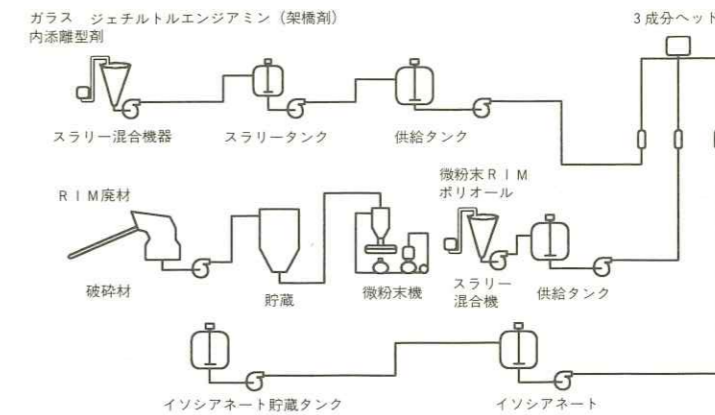 ガラス ジェチルトルエンジアミン(架橋剤)
内添離型剤
3成分ヘッド
スラリー混合機器
スラリータンク
供給タンク
RIM廃材
微粉末RIM
ポリオール
破砕材
貯蔵
微粉末機
スラリー
混合機
供給タンク
イソシアネート貯蔵タンク
イソシアネート